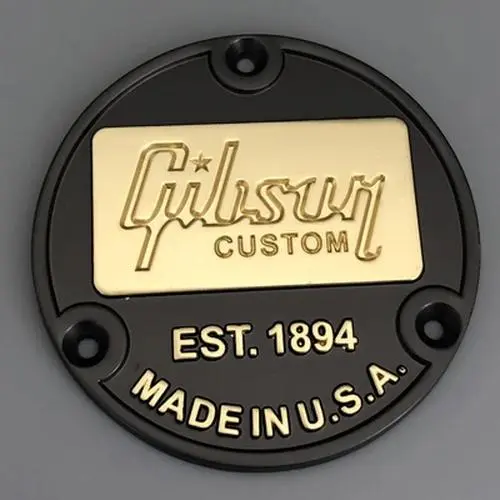 Gibson
CUSTOM
EST. 1894
MADE IN U.S.A.